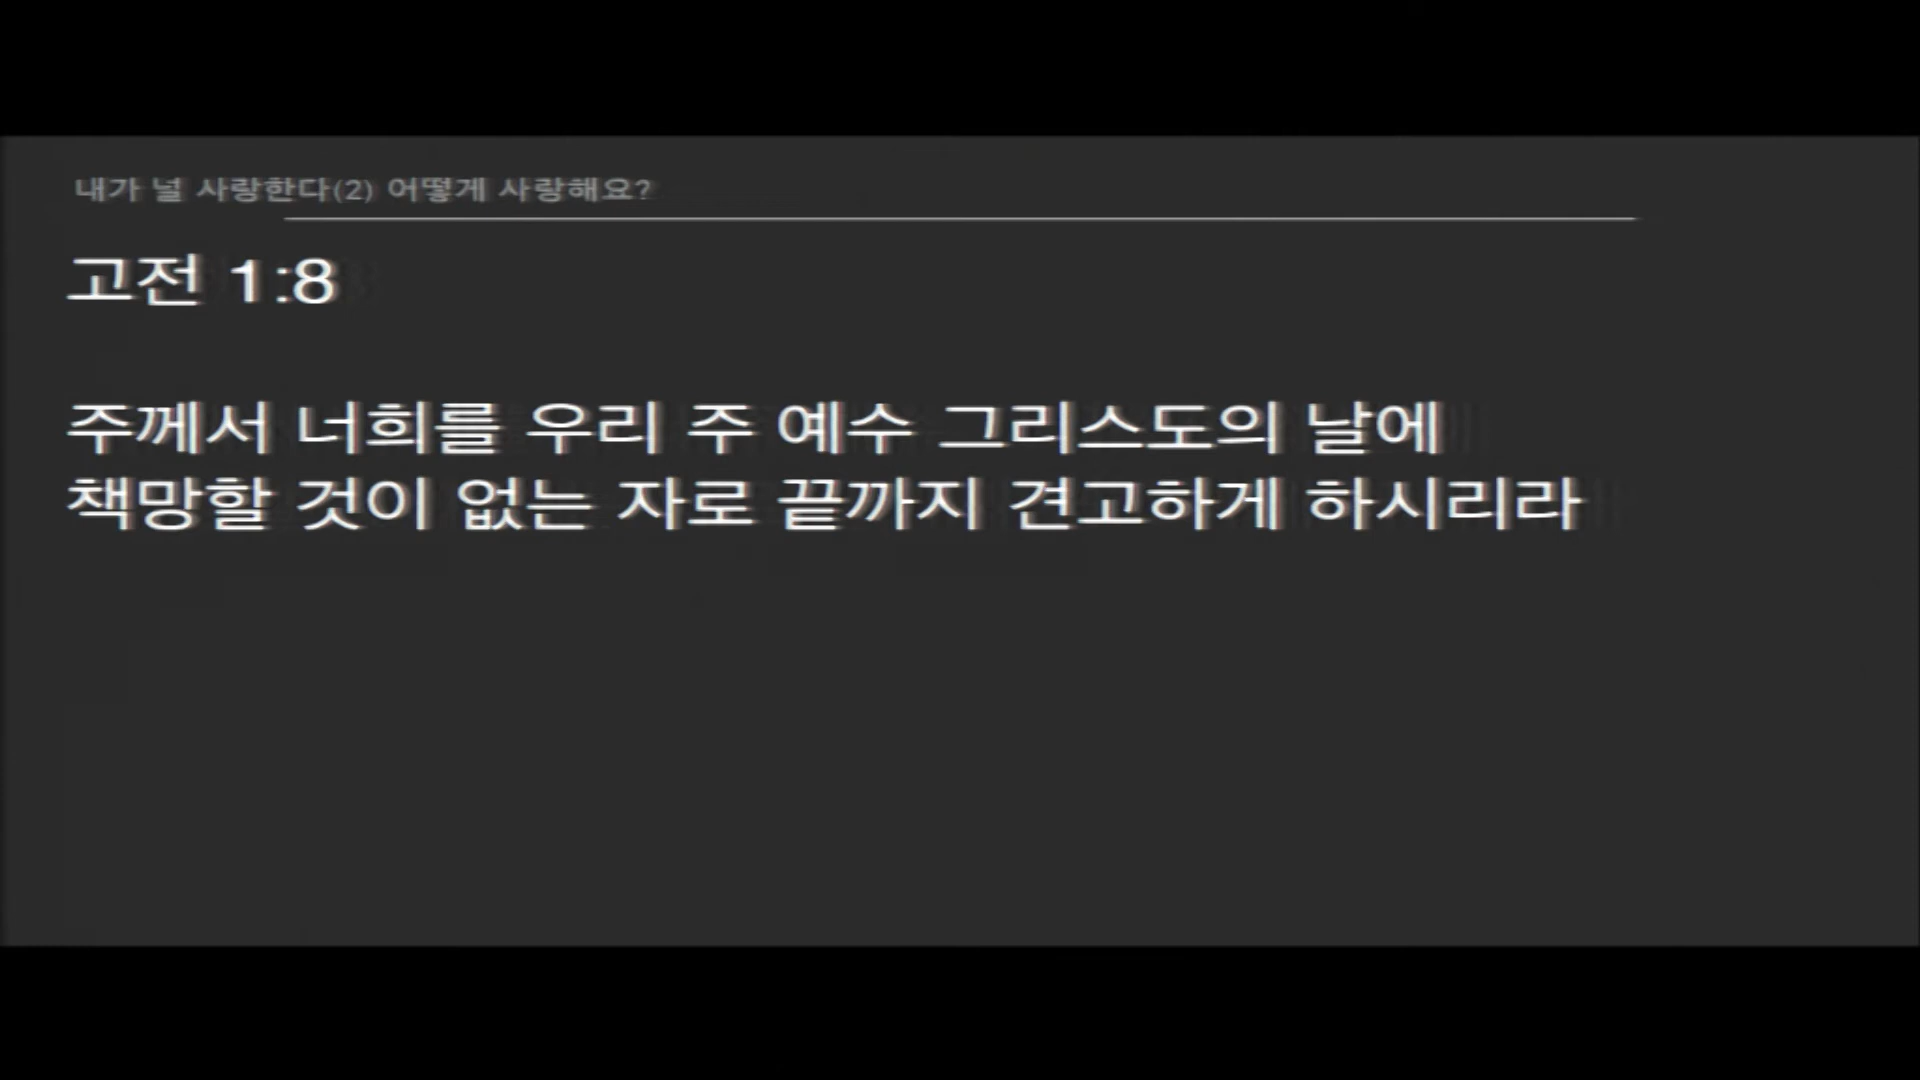 내가 널 사랑한다(2) 어떻게 사랑해요?
고전 1:8
주께서 너희를 우리 주 예수 그리스도의 날에
책망할 것이 없는 자로 끝까지 견고하게 하시리라